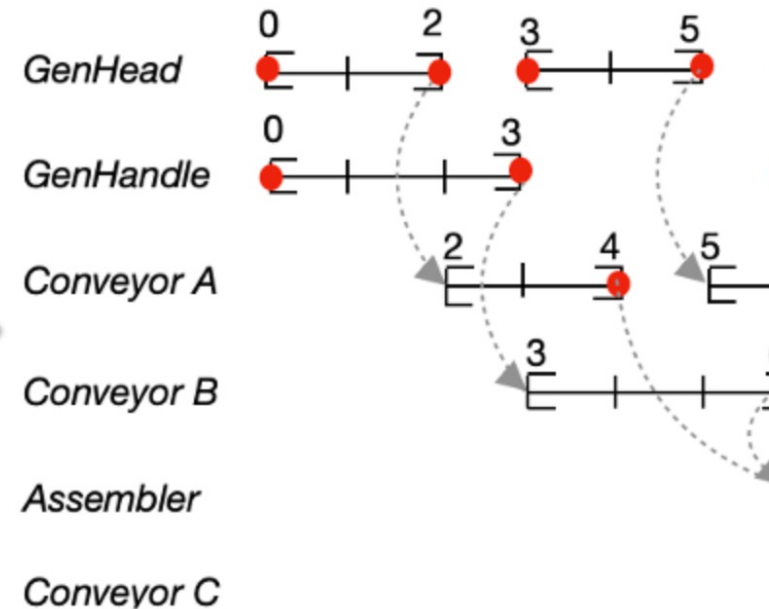 0 2 3 5
GenHead
0 3
GenHandle
2 4 5
Conveyor A
3
Conveyor B
Assembler
Conveyor C